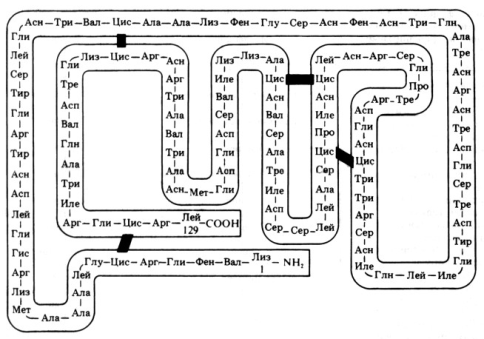 Асн – Три – Вал – Цис – Ала – Ала – Лиз – Фен – Глу – Сер – Асн – Асн – Три – Глн
Гли
Лей
Сер
Тир
Гли
Арг
Тир
Асн
Асп
Лей
Гли
Гис
Арг
Лиз
Мет
Ала – Ала
Ала
Лей
Глу – Цис – Арг – Гли – Фен – Вал – Лиз – NH₂
1
Лиз – Цис – Арг
Гли
Тре
Асп
Вал
Глн
Ала
Три
Иле
Арг – Гли – Цис – Арг – Лей – COOH
129
Асн
Арг
Три
Ала
Вал
Три
Ала
Асн – Мет – Гли
Лиз – Лиз – Ала
Иле
Вал
Сер
Асп
Гли
Асп
Цис
Асн
Вал
Сер
Ала
Тре
Иле
Асп
Сер – Сер – Лей
Лей – Асн – Арг – Сер
Цис
Асн
Иле
Про
Цис
Сер
Ала
Лей
Гли
Про
Арг – Тре
Асп
Гли
Асн
Цис
Три
Три
Арг
Сер
Асн
Иле
Глн – Лей – Иле
Ала
Тре
Асн
Арг
Асн
Тре
Асп
Гли
Сер
Тре
Асп
Тир
Гли